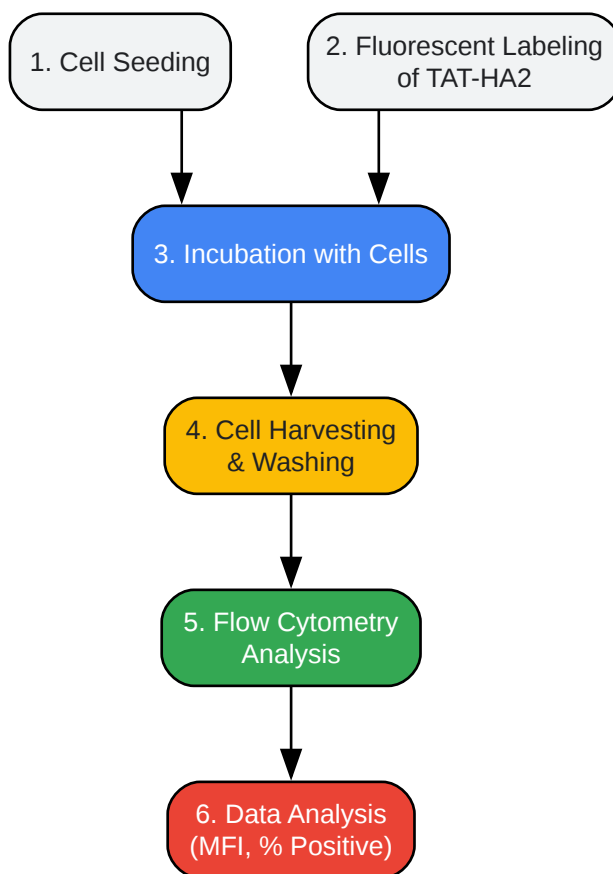 1. Cell Seeding
2. Fluorescent Labeling
of TAT-HA2
3. Incubation with Cells
4. Cell Harvesting
& Washing
5. Flow Cytometry
Analysis
6. Data Analysis
(MFI, % Positive)